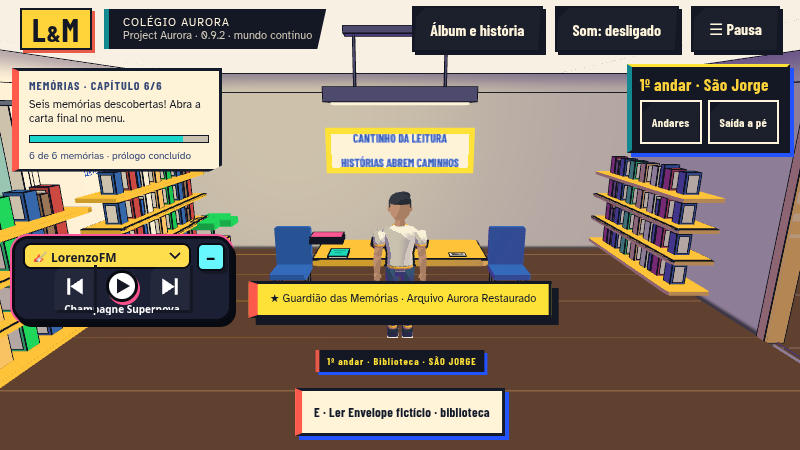 L&M
COLÉGIO AURORA
Project Aurora · 0.9.2 · mundo contínuo
Álbum e história
Som: desligado
☰ Pausa
MEMÓRIAS · CAPÍTULO 6/6
Seis memórias descobertas! Abra a
carta final no menu.
6 de 6 memórias · prólogo concluído
1º andar · São Jorge
Andares
Saída a pé
CANTINHO DA LEITURA
HISTÓRIAS ABREM CAMINHOS
LorenzoFM
–
Champagne Supernova
★ Guardião das Memórias · Arquivo Aurora Restaurado
1º andar · Biblioteca · SÃO JORGE
E · Ler Envelope fictício · biblioteca